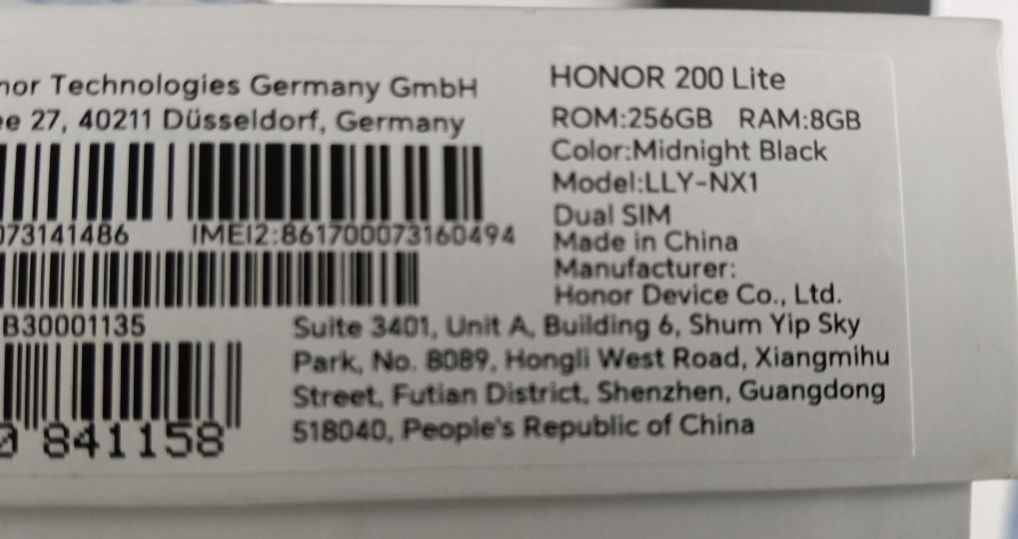 nor Technologies Germany GmbH
ee 27, 40211 Düsseldorf, Germany
073141486 IMEI2:861700073160494
B30001135
0 841158
HONOR 200 Lite
ROM:256GB RAM:8GB
Color:Midnight Black
Model:LLY-NX1
Dual SIM
Made in China
Manufacturer:
Honor Device Co., Ltd.
Suite 3401, Unit A, Building 6, Shum Yip Sky
Park, No. 8089, Hongli West Road, Xiangmihu
Street, Futian District, Shenzhen, Guangdong
518040, People's Republic of China